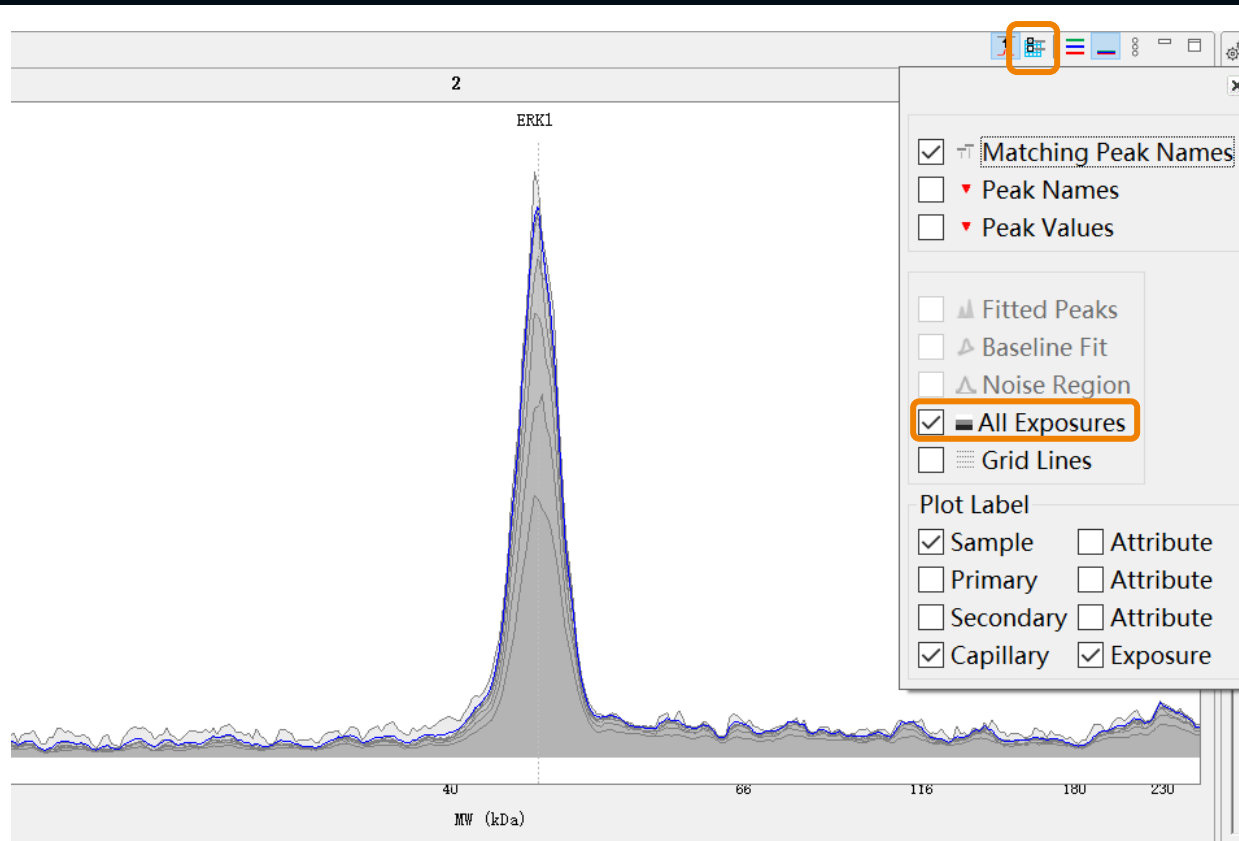 2
ERK1
Matching Peak Names
Peak Names
Peak Values
Fitted Peaks
Baseline Fit
Noise Region
All Exposures
Grid Lines
Plot Label
Sample Attribute
Primary Attribute
Secondary Attribute
Capillary Exposure
40 66 116 180 230
MW (kDa)